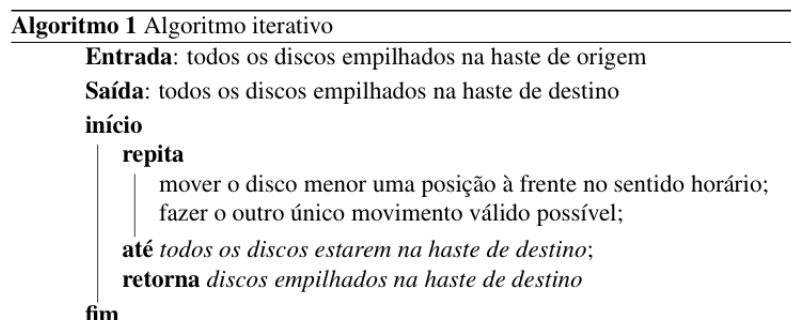 Algoritmo 1 Algoritmo iterativo
Entrada: todos os discos empilhados na haste de origem
Saída: todos os discos empilhados na haste de destino
início
repita
mover o disco menor uma posição à frente no sentido horário;
fazer o outro único movimento válido possível;
até todos os discos estarem na haste de destino;
retorna discos empilhados na haste de destino
fim